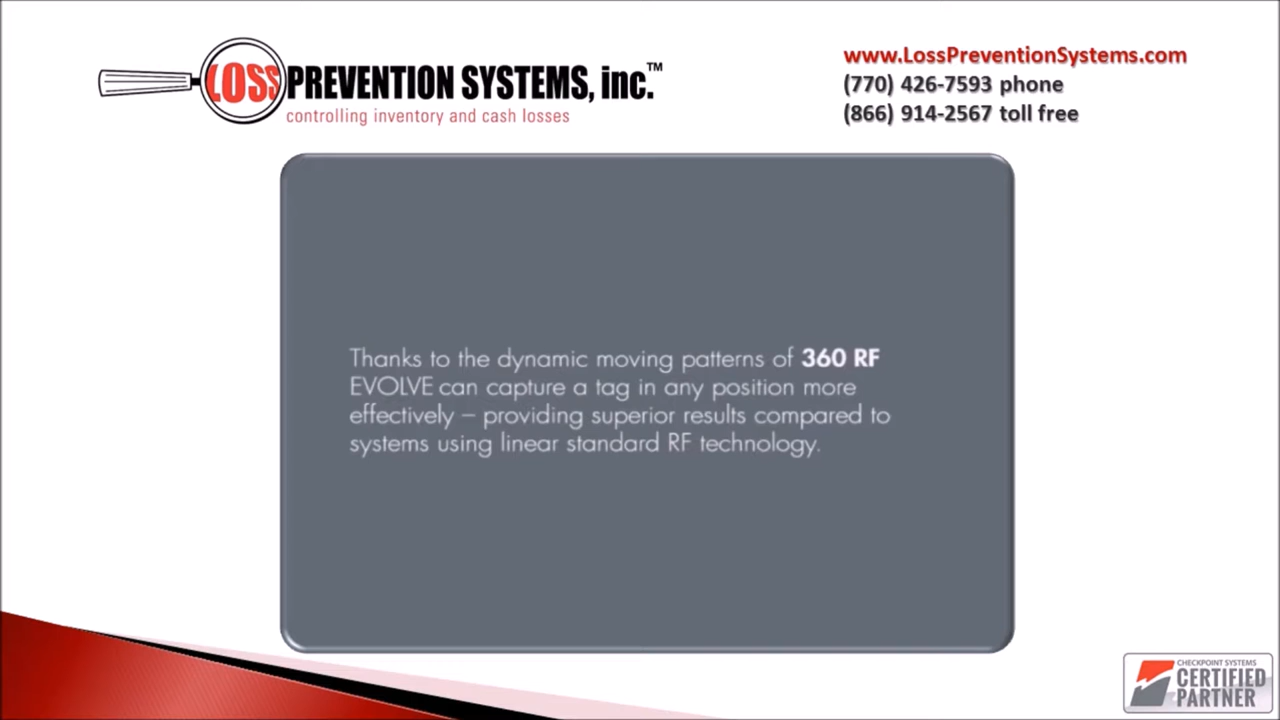 LOSS PREVENTION SYSTEMS, inc.™
controlling inventory and cash losses
www.LossPreventionSystems.com
(770) 426-7593 phone
(866) 914-2567 toll free
Thanks to the dynamic moving patterns of 360 RF
EVOLVE can capture a tag in any position more
effectively – providing superior results compared to
systems using linear standard RF technology.
CHECKPOINT SYSTEMS
CERTIFIED
PARTNER